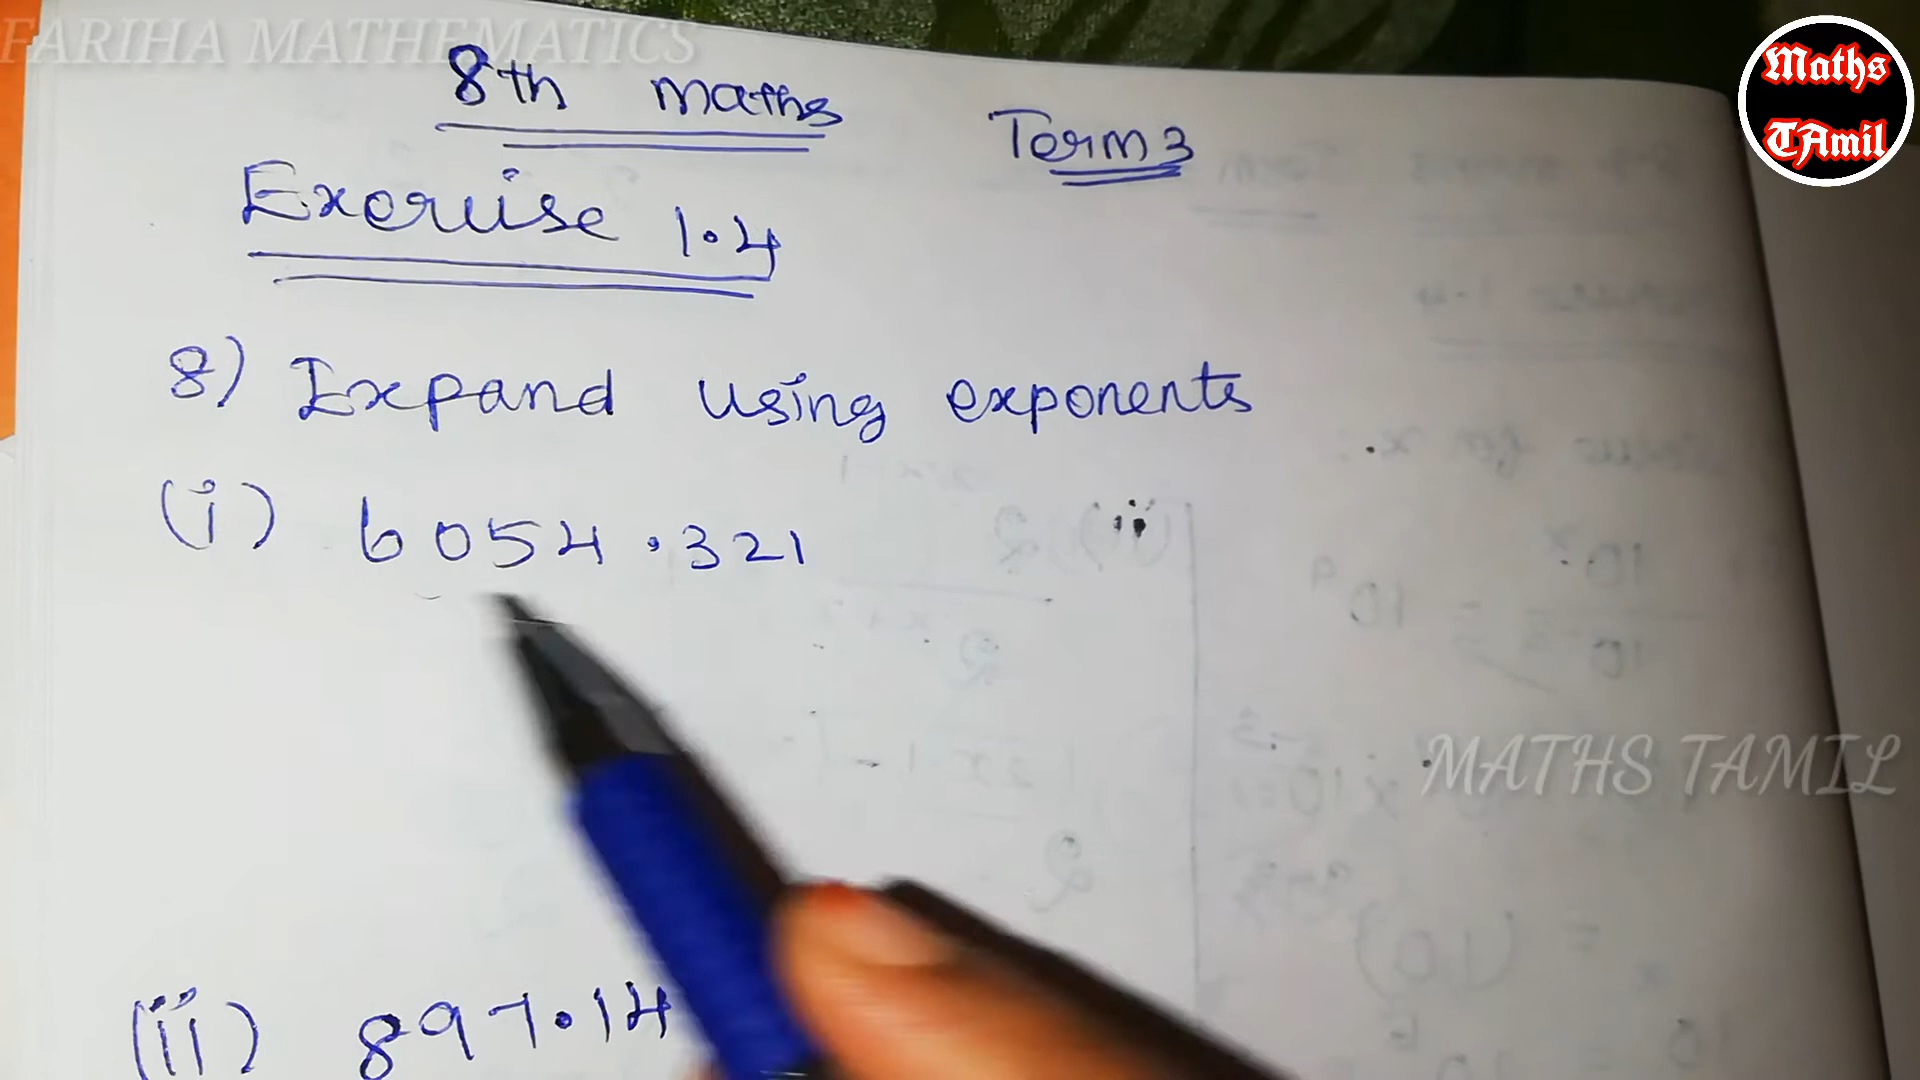 FARIHA MATHEMATICS
Maths
TAmil
8th maths Term 3
Exercise 1.4
8) Expand using exponents
(i) 6054.321
MATHS TAMIL
(ii) 897.14